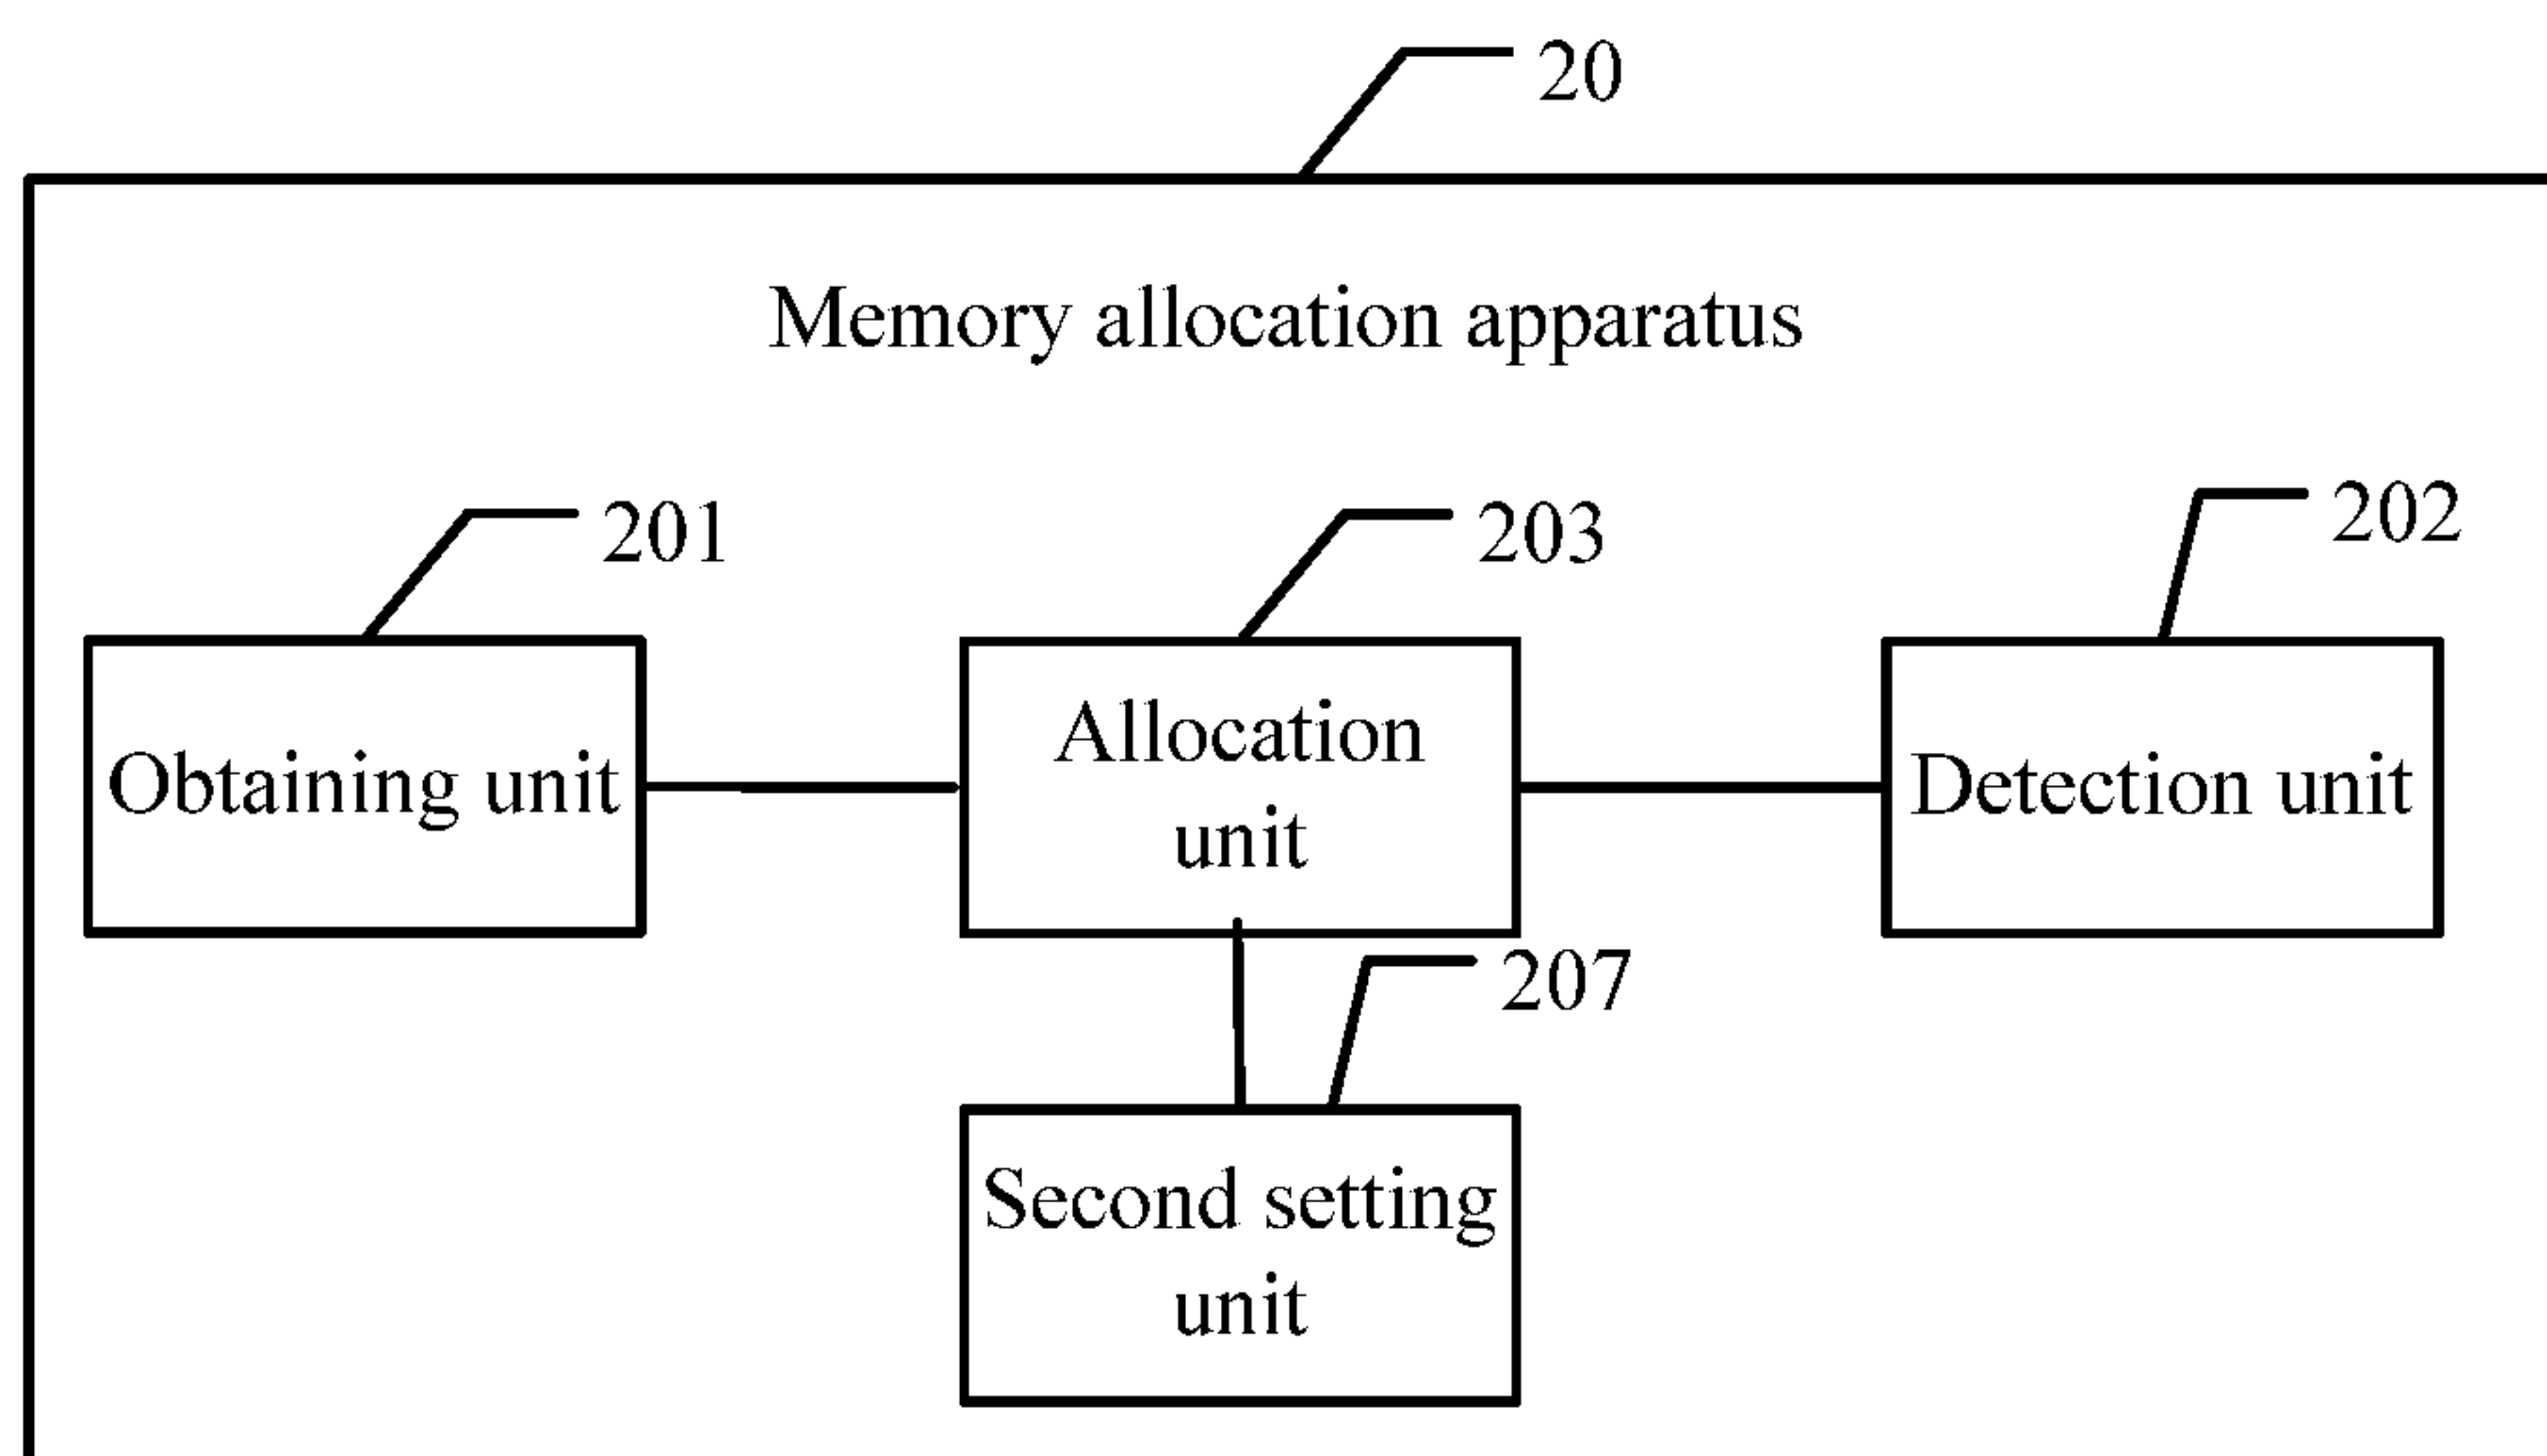 20
Memory allocation apparatus
201
203
202
Obtaining unit
Allocation
unit
Detection unit
207
Second setting
unit